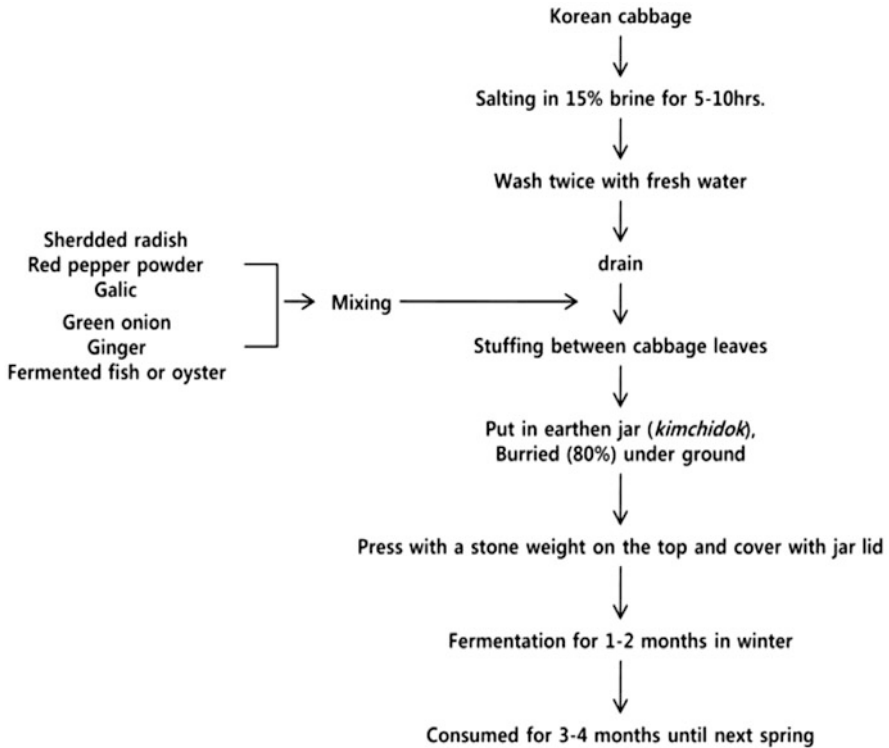 Korean cabbage
Salting in 15% brine for 5-10hrs.
Wash twice with fresh water
drain
Sherdded radish
Red pepper powder
Galic
Green onion
Ginger
Fermented fish or oyster
Mixing
Stuffing between cabbage leaves
Put in earthen jar (kimchidok),
Burried (80%) under ground
Press with a stone weight on the top and cover with jar lid
Fermentation for 1-2 months in winter
Consumed for 3-4 months until next spring